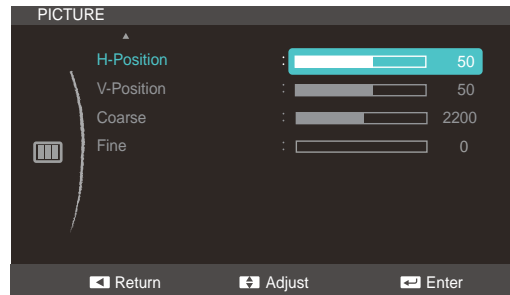 PICTURE
H-Position : 50
V-Position : 50
Coarse : 2200
Fine : 0
Return Adjust Enter